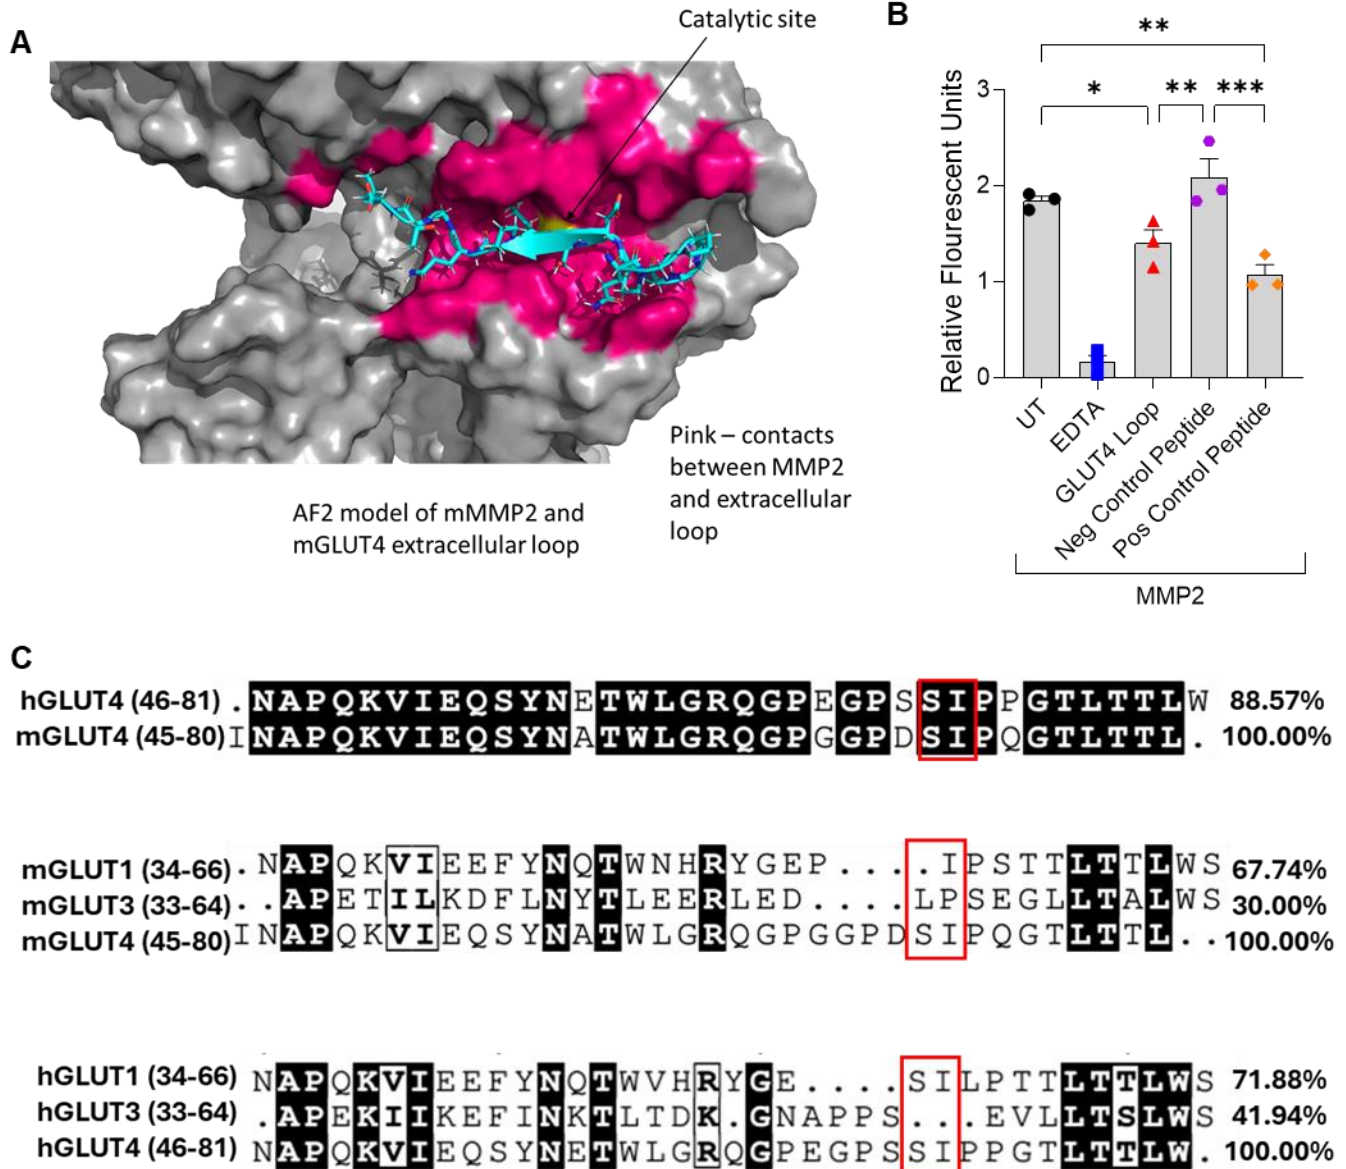 A
Catalytic site
Pink – contacts
between MMP2
and extracellular
loop
AF2 model of mMMP2 and
mGLUT4 extracellular loop
B
**
* ** ***
Relative Flourescent Units
3
2
1
0
UT
EDTA
GLUT4 Loop
Neg Control Peptide
Pos Control Peptide
MMP2
C
hGLUT4 (46-81) . NAPQKVIEQSYNETWLGRQGPEGPSSIPPGTLTTLW 88.57%
mGLUT4 (45-80) INAPQKVIEQSYNATWLGRQGPGGPDSIPQGTLTTL . 100.00%
mGLUT1 (34-66) . NAPQKVIEEFYNQTWNHRYGEP . . . . . IPSTTLTTLWS 67.74%
mGLUT3 (33-64) . . APETILKDFLNYTLEERLED . . . . LPSEGLLTALWS 30.00%
mGLUT4 (45-80) INAPQKVIEQSYNATWLGRQGPGGPDSIPQGTLTTL . . 100.00%
hGLUT1 (34-66) NAPQKVIEEFYNQTWVHRYGE . . . . SILPTTLTTLWS 71.88%
hGLUT3 (33-64) . APEKIIKEFINKTLTDK . GNAPPS . . . EVLLTSLWS 41.94%
hGLUT4 (46-81) NAPQKVIEQSYNETWLGRQGPEGPSSIPPGTLTTLW . 100.00%